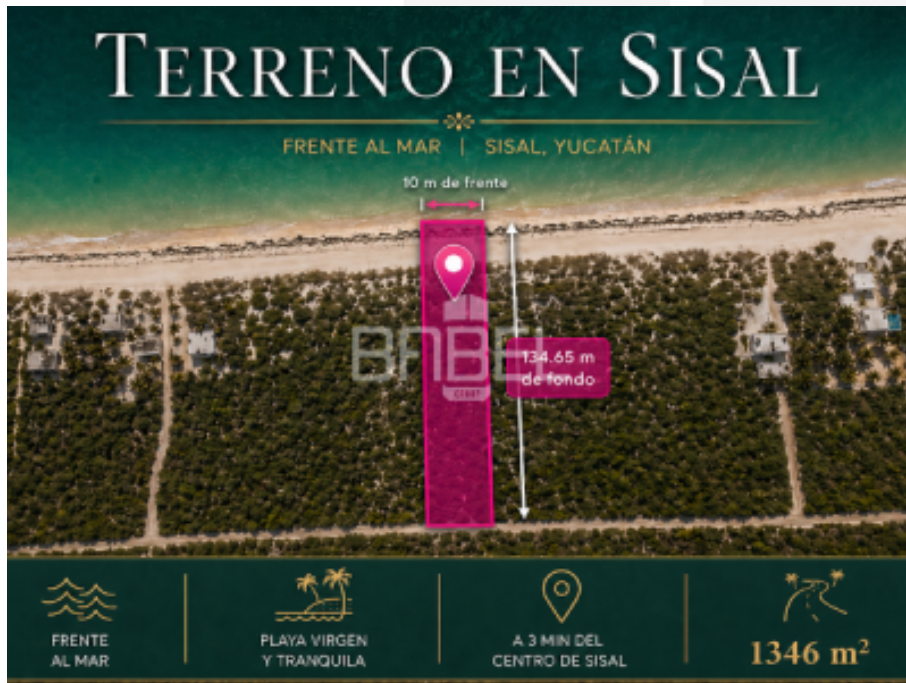 TERRENO EN SISAL
FRENTE AL MAR | SISAL, YUCATÁN
10 m de frente
BABEL
134.65 m
de fondo
FRENTE
AL MAR
PLAYA VIRGEN
Y TRANQUILA
A 3 MIN DEL
CENTRO DE SISAL
1346 m²